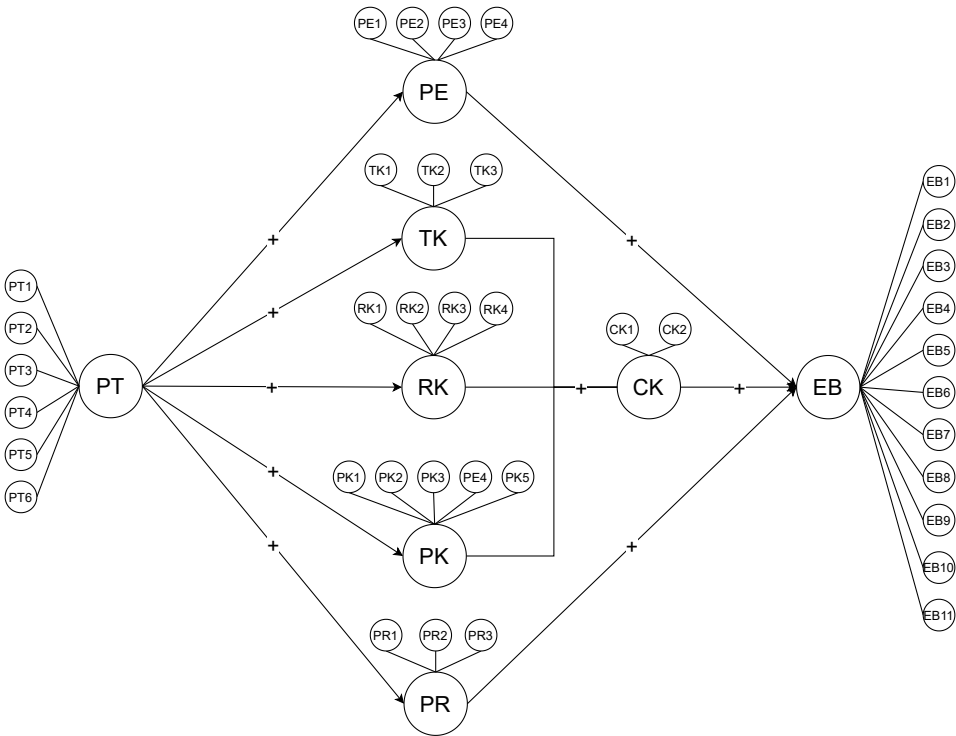 PE1 PE2 PE3 PE4
PE
+ +
TK1 TK2 TK3
TK
+
RK1 RK2 RK3 RK4
RK
+
CK1 CK2
+ CK +
PK1 PK2 PK3 PE4 PK5
PK
+
PR1 PR2 PR3
PR
+ +
PT1
PT2
PT3
PT4
PT5
PT6
PT
EB
EB1
EB2
EB3
EB4
EB5
EB6
EB7
EB8
EB9
EB10
EB11